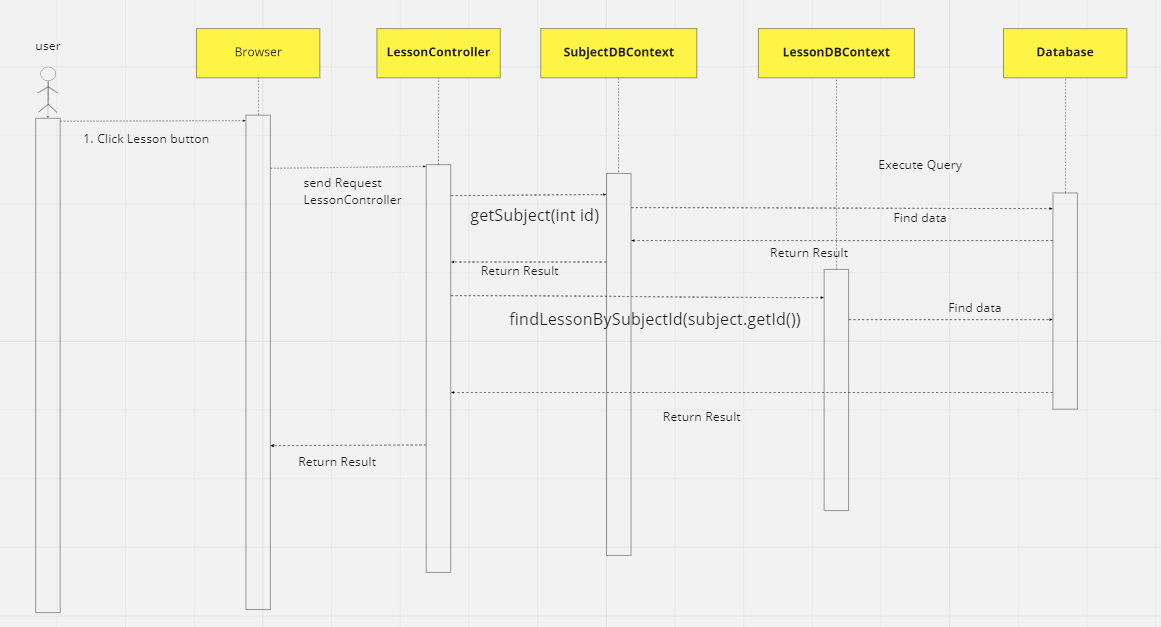 user
Browser
LessonController
SubjectDBContext
LessonDBContext
Database
1. Click Lesson button
Execute Query
send Request
LessonController
getSubject(int id)
Find data
Return Result
Return Result
Find data
findLessonBySubjectId(subject.getId())
Return Result
Return Result